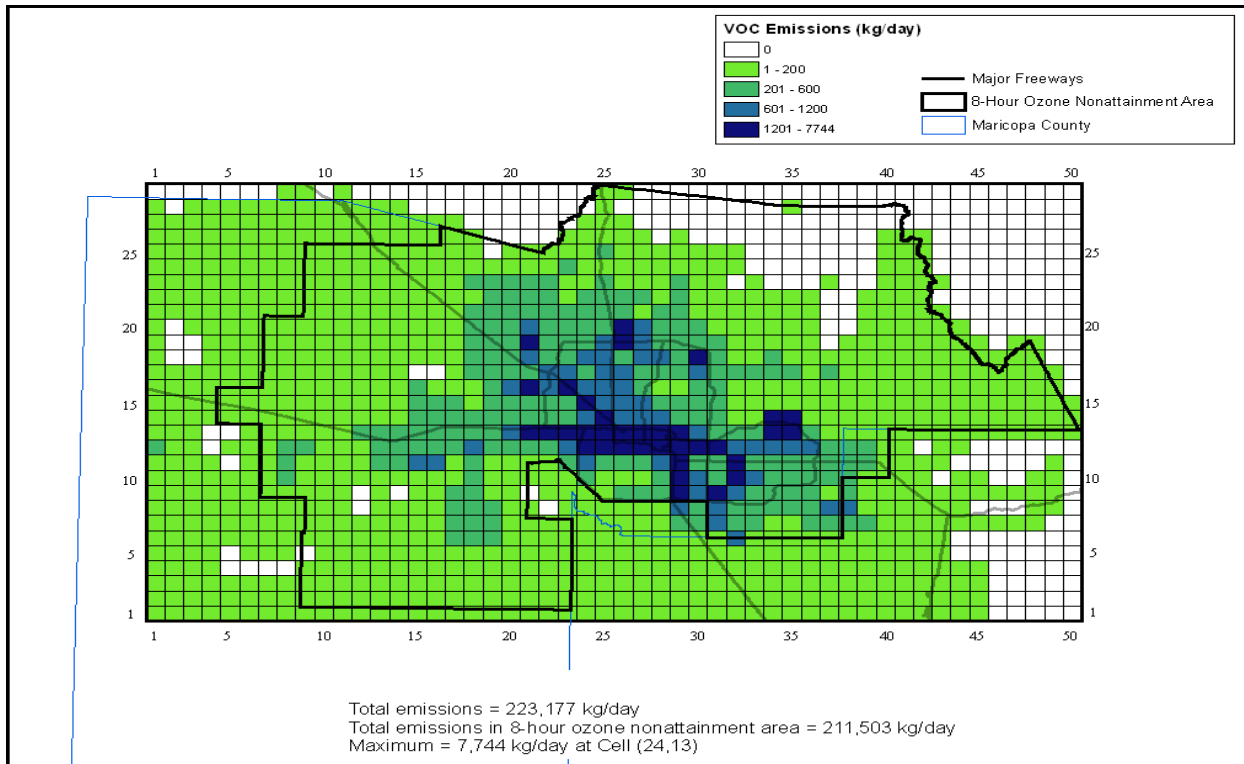 VOC Emissions (kg/day)
0
1 - 200
201 - 600
601 - 1200
1201 - 7744
Major Freeways
8-Hour Ozone Nonattainment Area
Maricopa County
1 5 10 15 20 25 30 35 40 45 50
25 25
20 20
15 15
10 10
5 5
1 1
1 5 10 15 20 25 30 35 40 45 50
Total emissions = 223,177 kg/day
Total emissions in 8-hour ozone nonattainment area = 211,503 kg/day
Maximum = 7,744 kg/day at Cell (24,13)